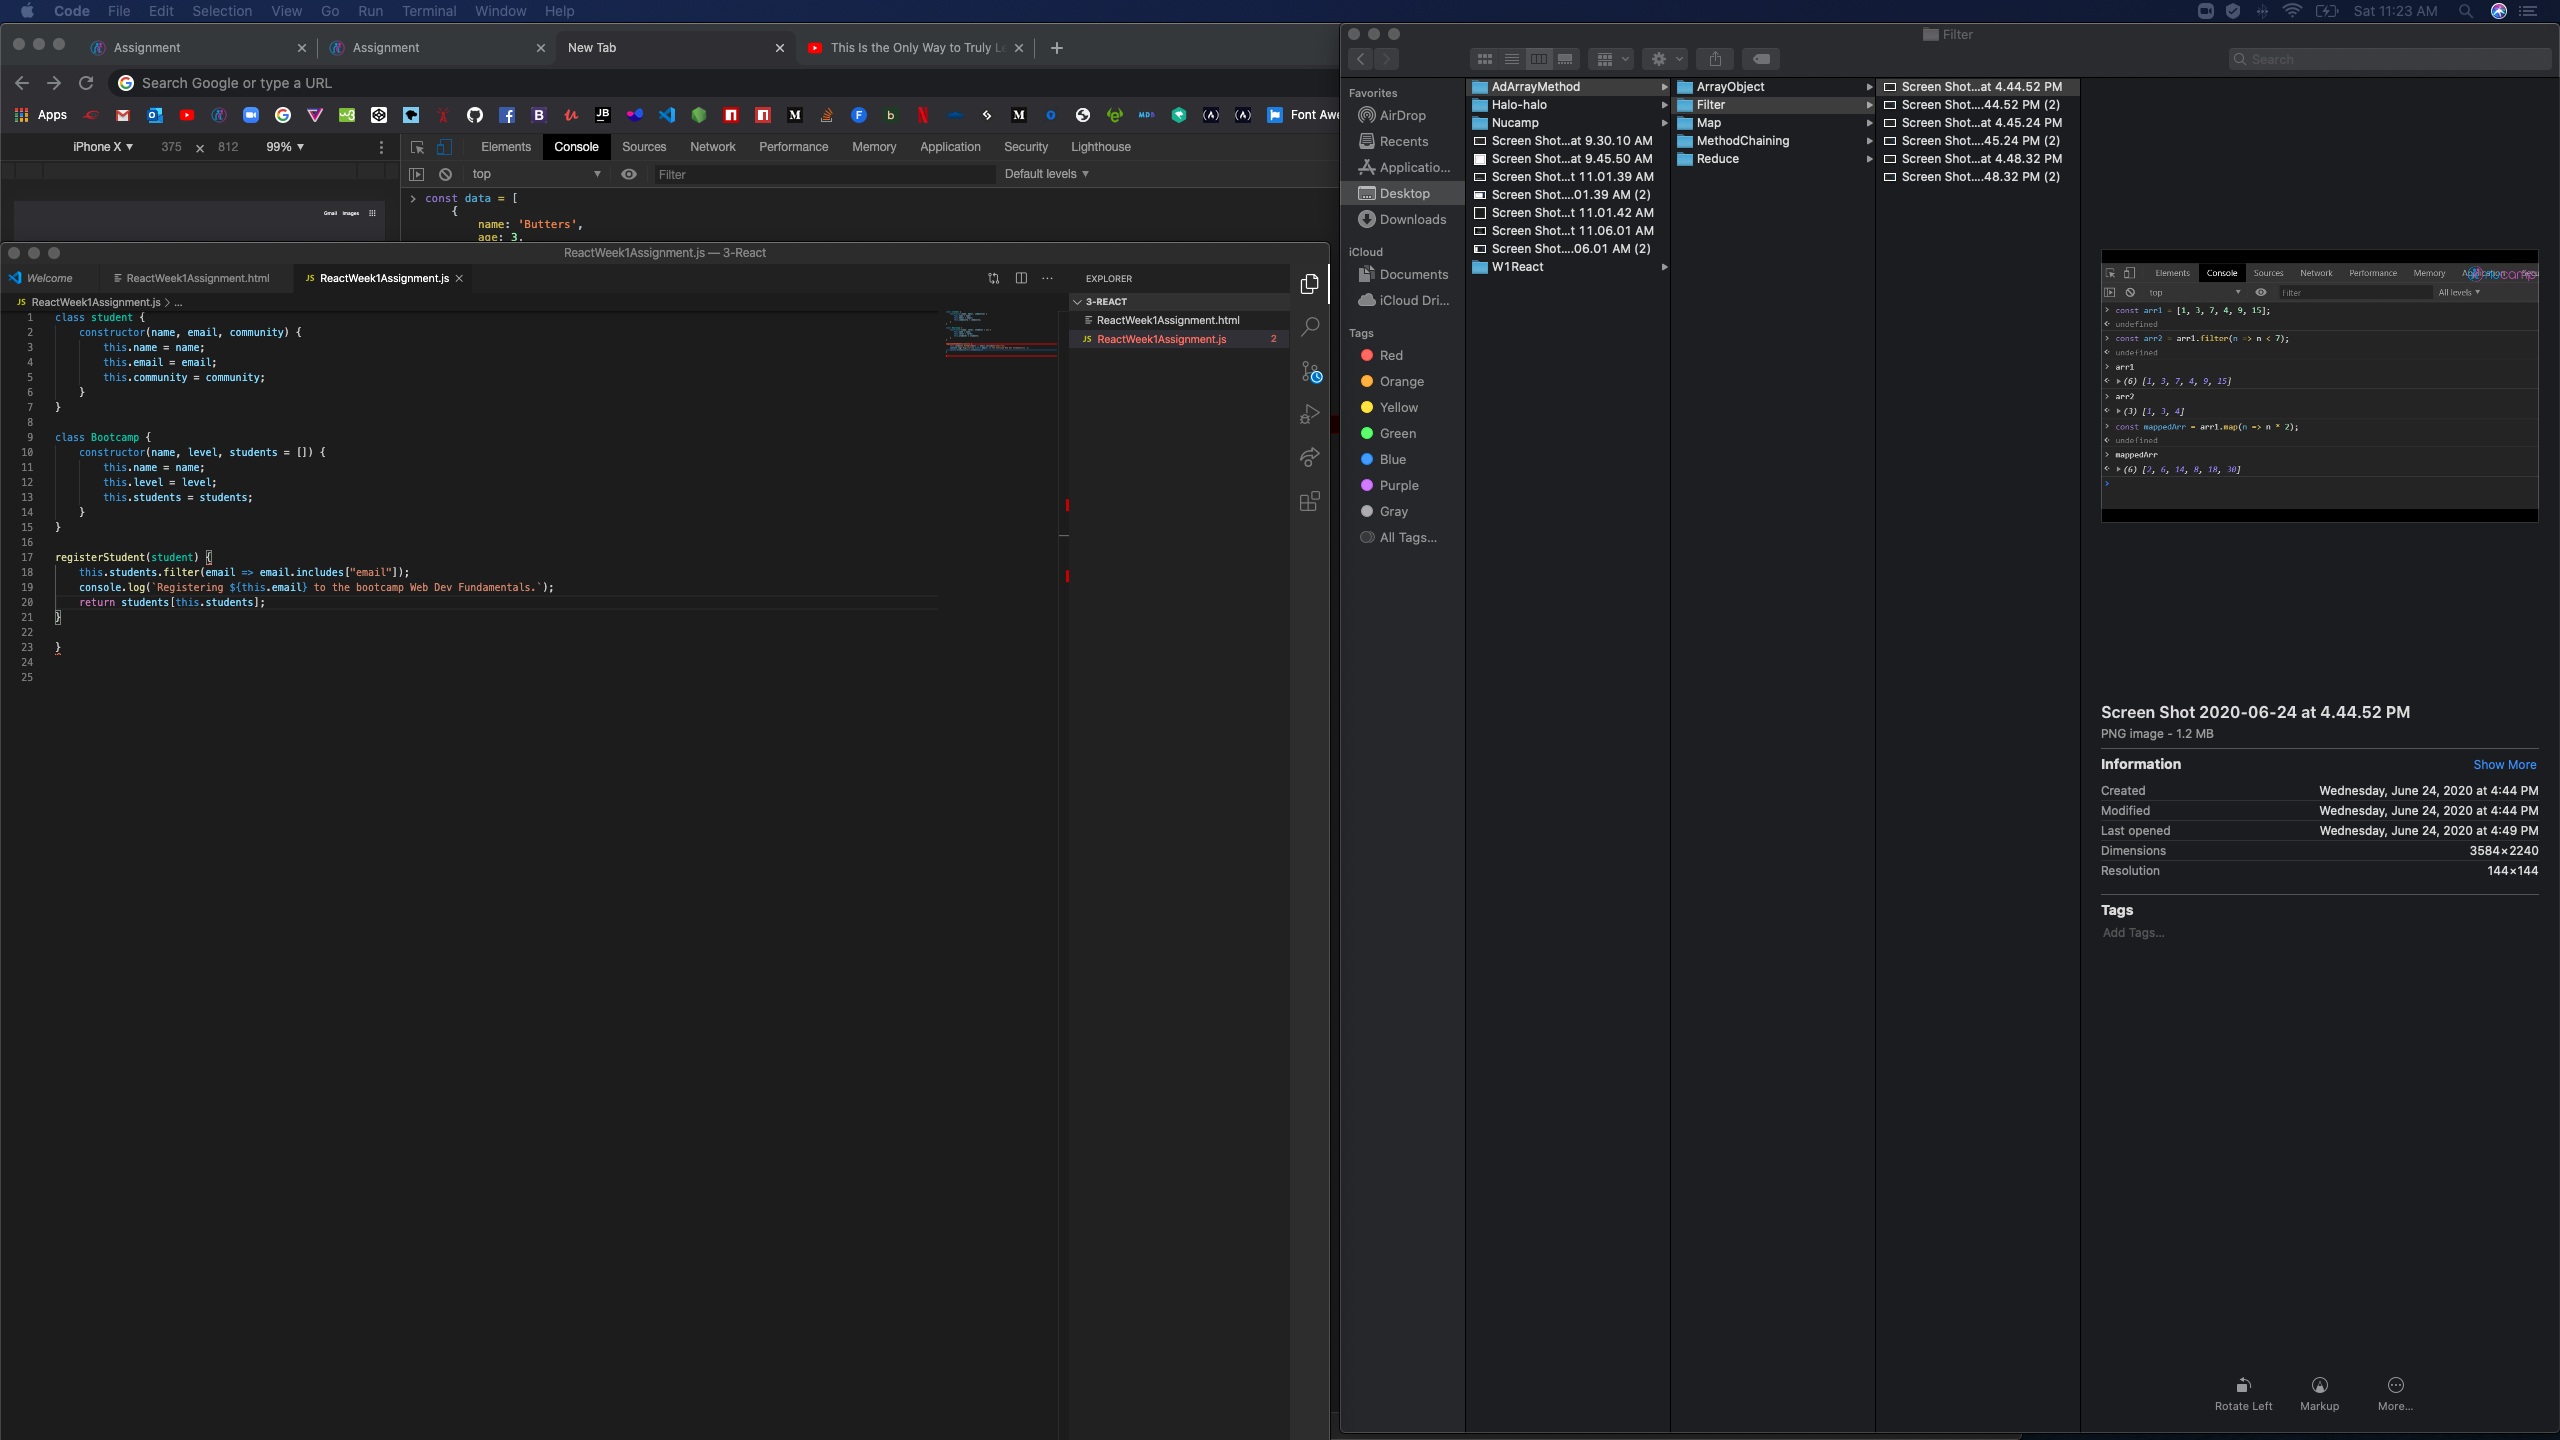 Code File Edit Selection View Go Run Terminal Window Help
Sat 11:23 AM
Assignment
Assignment
New Tab
This Is the Only Way to Truly Le
Search Google or type a URL
Apps
Font Awe
iPhone X ▾ 375 × 812 99% ▾
Elements Console Sources Network Performance Memory Application Security Lighthouse
top
Filter
Default levels ▾
Gmail Images
> const data = [
{
name: 'Butters',
age: 3,
ReactWeek1Assignment.js — 3-React
Welcome
ReactWeek1Assignment.html
JS ReactWeek1Assignment.js
JS ReactWeek1Assignment.js > ...
1 class student {
2 constructor(name, email, community) {
3 this.name = name;
4 this.email = email;
5 this.community = community;
6 }
7 }
8
9 class Bootcamp {
10 constructor(name, level, students = []) {
11 this.name = name;
12 this.level = level;
13 this.students = students;
14 }
15 }
16
17 registerStudent(student) {
18 this.students.filter(email => email.includes["email"]);
19 console.log(`Registering ${this.email} to the bootcamp Web Dev Fundamentals.`);
20 return students[this.students];
21 }
22
23 }
24
25
EXPLORER
3-REACT
ReactWeek1Assignment.html
JS ReactWeek1Assignment.js 2
Filter
Search
Favorites
AirDrop
Recents
Applicatio...
Desktop
Downloads
iCloud
Documents
iCloud Dri...
Tags
Red
Orange
Yellow
Green
Blue
Purple
Gray
All Tags...
AdArrayMethod
Halo-halo
Nucamp
Screen Shot...at 9.30.10 AM
Screen Shot...at 9.45.50 AM
Screen Shot...t 11.01.39 AM
Screen Shot....01.39 AM (2)
Screen Shot...t 11.01.42 AM
Screen Shot...t 11.06.01 AM
Screen Shot....06.01 AM (2)
W1React
ArrayObject
Filter
Map
MethodChaining
Reduce
Screen Shot...at 4.44.52 PM
Screen Shot....44.52 PM (2)
Screen Shot...at 4.45.24 PM
Screen Shot....45.24 PM (2)
Screen Shot...at 4.48.32 PM
Screen Shot....48.32 PM (2)
Elements Console Sources Network Performance Memory
top
Filter
All levels ▾
> const arr1 = [1, 3, 7, 4, 9, 15];
< undefined
> const arr2 = arr1.filter(n => n < 7);
< undefined
> arr1
< ▸(6) [1, 3, 7, 4, 9, 15]
> arr2
< ▸(3) [1, 3, 4]
> const mappedArr = arr1.map(n => n * 2);
< undefined
> mappedArr
< ▸(6) [2, 6, 14, 8, 18, 30]
>
Screen Shot 2020-06-24 at 4.44.52 PM
PNG image - 1.2 MB
Information
Show More
Created Wednesday, June 24, 2020 at 4:44 PM
Modified Wednesday, June 24, 2020 at 4:44 PM
Last opened Wednesday, June 24, 2020 at 4:49 PM
Dimensions 3584×2240
Resolution 144×144
Tags
Add Tags...
Rotate Left
Markup
More...